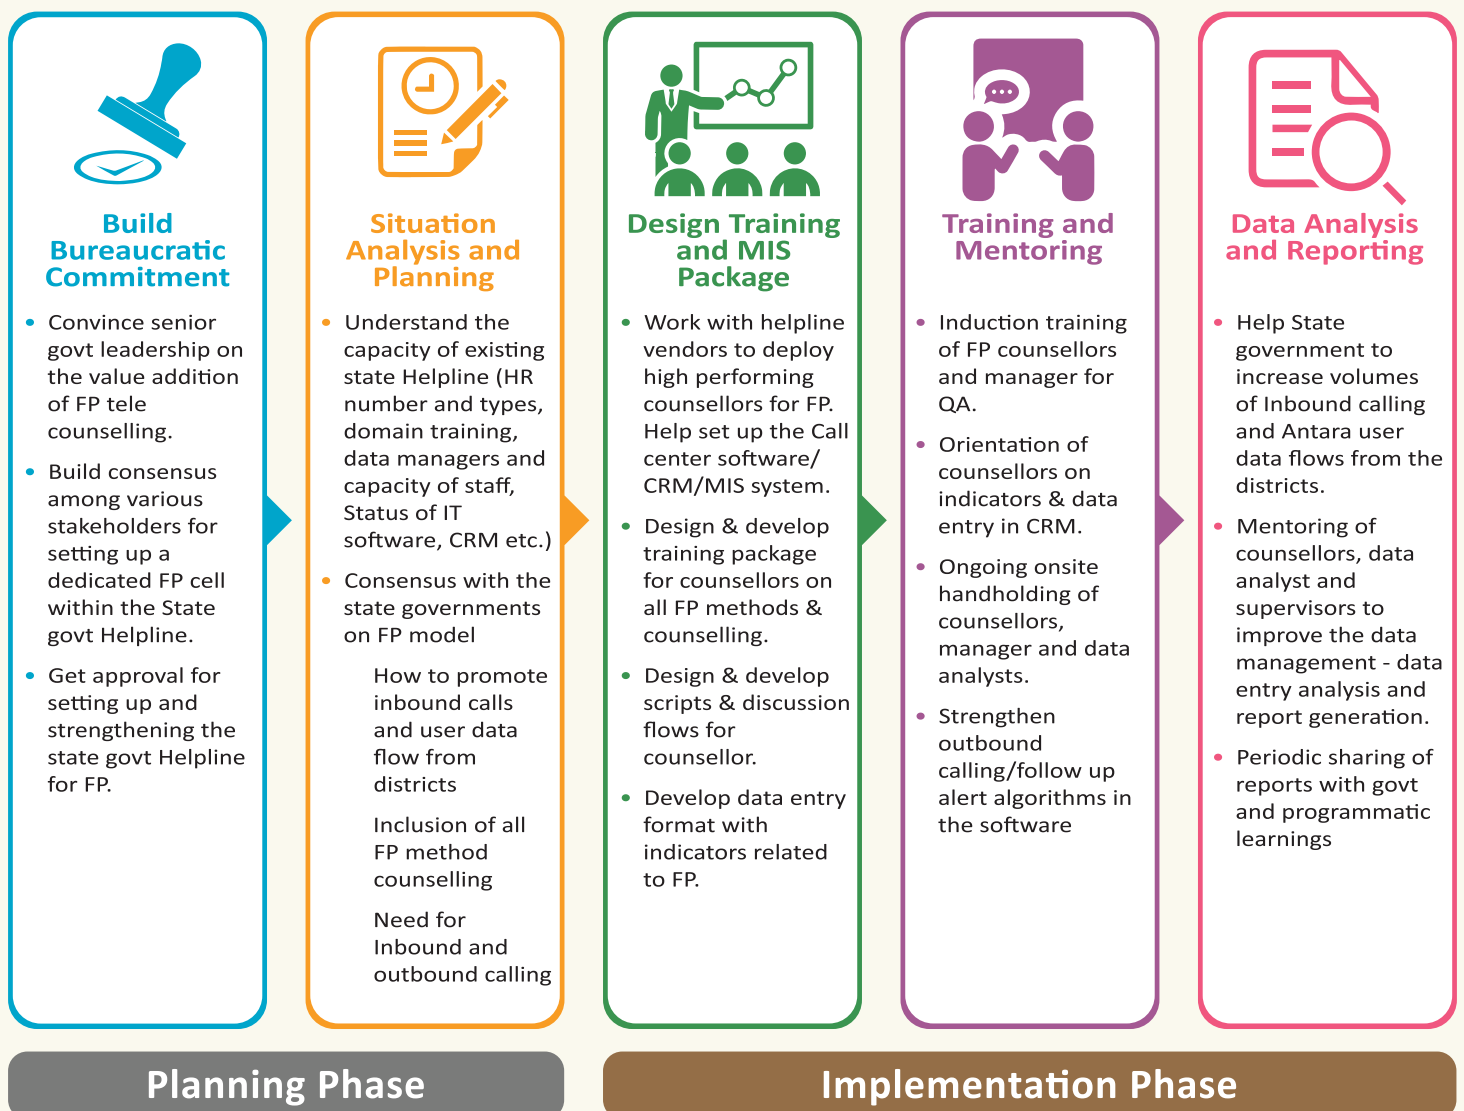 Build
Bureaucratic
Commitment
• Convince senior
govt leadership on
the value addition
of FP tele
counselling.
• Build consensus
among various
stakeholders for
setting up a
dedicated FP cell
within the State
govt Helpline.
• Get approval for
setting up and
strengthening the
state govt Helpline
for FP.
Situation
Analysis and
Planning
• Understand the
capacity of existing
state Helpline (HR
number and types,
domain training,
data managers and
capacity of staff,
Status of IT
software, CRM etc.)
• Consensus with the
state governments
on FP model
How to promote
inbound calls
and user data
flow from
districts
Inclusion of all
FP method
counselling
Need for
Inbound and
outbound calling
Design Training
and MIS
Package
• Work with helpline
vendors to deploy
high performing
counsellors for FP.
Help set up the Call
center software/
CRM/MIS system.
• Design & develop
training package
for counsellors on
all FP methods &
counselling.
• Design & develop
scripts & discussion
flows for
counsellor.
• Develop data entry
format with
indicators related
to FP.
Training and
Mentoring
• Induction training
of FP counsellors
and manager for
QA.
• Orientation of
counsellors on
indicators & data
entry in CRM.
• Ongoing onsite
handholding of
counsellors,
manager and data
analysts.
• Strengthen
outbound
calling/follow up
alert algorithms in
the software
Data Analysis
and Reporting
• Help State
government to
increase volumes
of Inbound calling
and Antara user
data flows from the
districts.
• Mentoring of
counsellors, data
analyst and
supervisors to
improve the data
management - data
entry analysis and
report generation.
• Periodic sharing of
reports with govt
and programmatic
learnings
Planning Phase
Implementation Phase